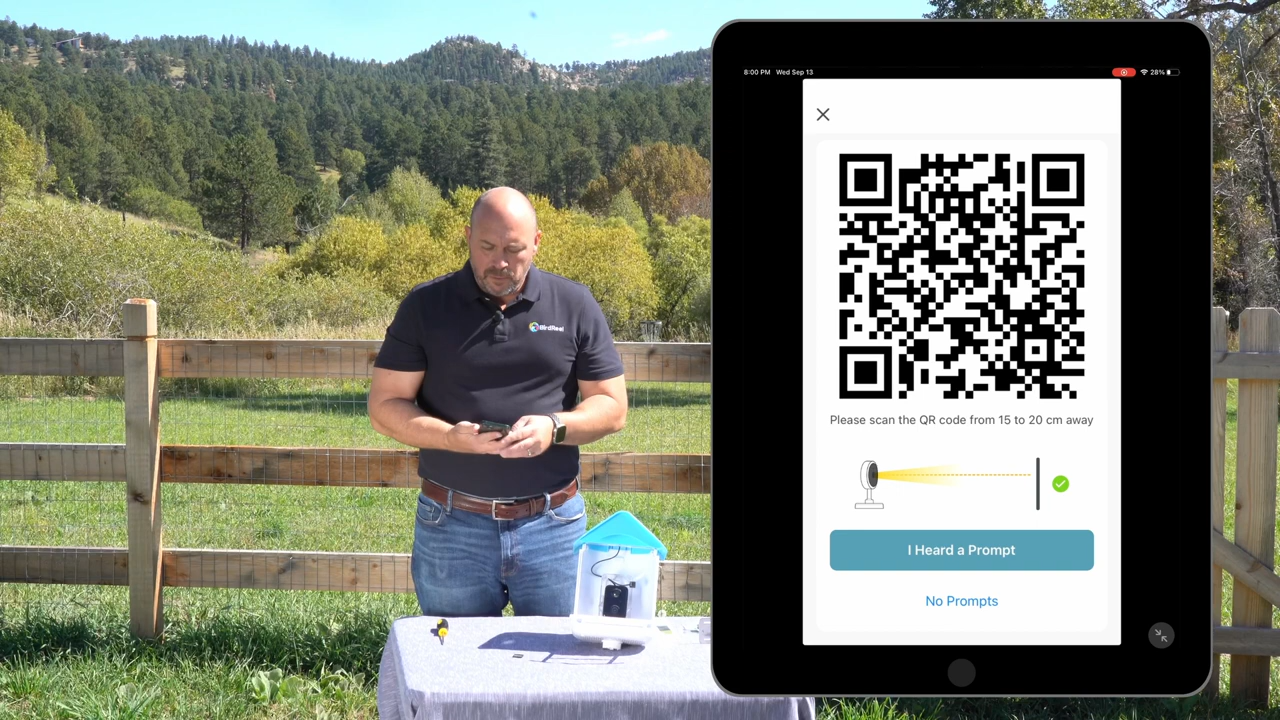 8:00 PM Wed Sep 13
28%
Please scan the QR code from 15 to 20 cm away
I Heard a Prompt
No Prompts
BirdReel